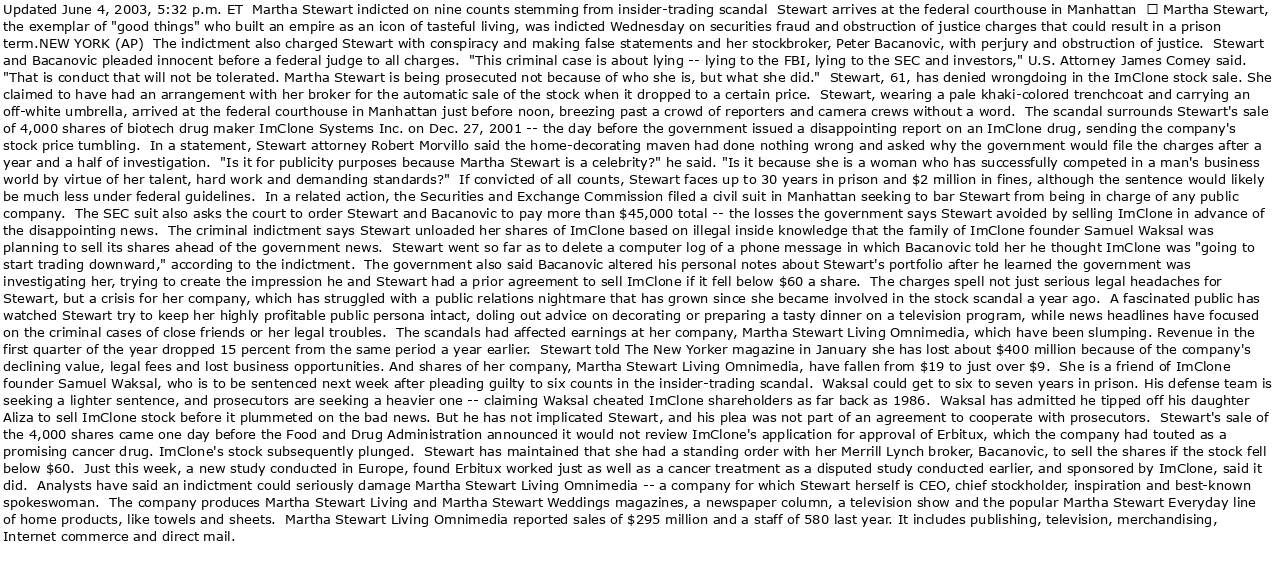 Updated June 4, 2003, 5:32 p.m. ET  Martha Stewart indicted on nine counts stemming from insider-trading scandal  Stewart arrives at the federal courthouse in Manhattan  □ Martha Stewart,
the exemplar of "good things" who built an empire as an icon of tasteful living, was indicted Wednesday on securities fraud and obstruction of justice charges that could result in a prison
term.NEW YORK (AP)  The indictment also charged Stewart with conspiracy and making false statements and her stockbroker, Peter Bacanovic, with perjury and obstruction of justice.  Stewart
and Bacanovic pleaded innocent before a federal judge to all charges.  "This criminal case is about lying -- lying to the FBI, lying to the SEC and investors," U.S. Attorney James Comey said.
"That is conduct that will not be tolerated. Martha Stewart is being prosecuted not because of who she is, but what she did."  Stewart, 61, has denied wrongdoing in the ImClone stock sale. She
claimed to have had an arrangement with her broker for the automatic sale of the stock when it dropped to a certain price.  Stewart, wearing a pale khaki-colored trenchcoat and carrying an
off-white umbrella, arrived at the federal courthouse in Manhattan just before noon, breezing past a crowd of reporters and camera crews without a word.  The scandal surrounds Stewart's sale
of 4,000 shares of biotech drug maker ImClone Systems Inc. on Dec. 27, 2001 -- the day before the government issued a disappointing report on an ImClone drug, sending the company's
stock price tumbling.  In a statement, Stewart attorney Robert Morvillo said the home-decorating maven had done nothing wrong and asked why the government would file the charges after a
year and a half of investigation.  "Is it for publicity purposes because Martha Stewart is a celebrity?" he said. "Is it because she is a woman who has successfully competed in a man's business
world by virtue of her talent, hard work and demanding standards?"  If convicted of all counts, Stewart faces up to 30 years in prison and $2 million in fines, although the sentence would likely
be much less under federal guidelines.  In a related action, the Securities and Exchange Commission filed a civil suit in Manhattan seeking to bar Stewart from being in charge of any public
company.  The SEC suit also asks the court to order Stewart and Bacanovic to pay more than $45,000 total -- the losses the government says Stewart avoided by selling ImClone in advance of
the disappointing news.  The criminal indictment says Stewart unloaded her shares of ImClone based on illegal inside knowledge that the family of ImClone founder Samuel Waksal was
planning to sell its shares ahead of the government news.  Stewart went so far as to delete a computer log of a phone message in which Bacanovic told her he thought ImClone was "going to
start trading downward," according to the indictment.  The government also said Bacanovic altered his personal notes about Stewart's portfolio after he learned the government was
investigating her, trying to create the impression he and Stewart had a prior agreement to sell ImClone if it fell below $60 a share.  The charges spell not just serious legal headaches for
Stewart, but a crisis for her company, which has struggled with a public relations nightmare that has grown since she became involved in the stock scandal a year ago.  A fascinated public has
watched Stewart try to keep her highly profitable public persona intact, doling out advice on decorating or preparing a tasty dinner on a television program, while news headlines have focused
on the criminal cases of close friends or her legal troubles.  The scandals had affected earnings at her company, Martha Stewart Living Omnimedia, which have been slumping. Revenue in the
first quarter of the year dropped 15 percent from the same period a year earlier.  Stewart told The New Yorker magazine in January she has lost about $400 million because of the company's
declining value, legal fees and lost business opportunities. And shares of her company, Martha Stewart Living Omnimedia, have fallen from $19 to just over $9.  She is a friend of ImClone
founder Samuel Waksal, who is to be sentenced next week after pleading guilty to six counts in the insider-trading scandal.  Waksal could get to six to seven years in prison. His defense team is
seeking a lighter sentence, and prosecutors are seeking a heavier one -- claiming Waksal cheated ImClone shareholders as far back as 1986.  Waksal has admitted he tipped off his daughter
Aliza to sell ImClone stock before it plummeted on the bad news. But he has not implicated Stewart, and his plea was not part of an agreement to cooperate with prosecutors.  Stewart's sale of
the 4,000 shares came one day before the Food and Drug Administration announced it would not review ImClone's application for approval of Erbitux, which the company had touted as a
promising cancer drug. ImClone's stock subsequently plunged.  Stewart has maintained that she had a standing order with her Merrill Lynch broker, Bacanovic, to sell the shares if the stock fell
below $60.  Just this week, a new study conducted in Europe, found Erbitux worked just as well as a cancer treatment as a disputed study conducted earlier, and sponsored by ImClone, said it
did.  Analysts have said an indictment could seriously damage Martha Stewart Living Omnimedia -- a company for which Stewart herself is CEO, chief stockholder, inspiration and best-known
spokeswoman.  The company produces Martha Stewart Living and Martha Stewart Weddings magazines, a newspaper column, a television show and the popular Martha Stewart Everyday line
of home products, like towels and sheets.  Martha Stewart Living Omnimedia reported sales of $295 million and a staff of 580 last year. It includes publishing, television, merchandising,
Internet commerce and direct mail.